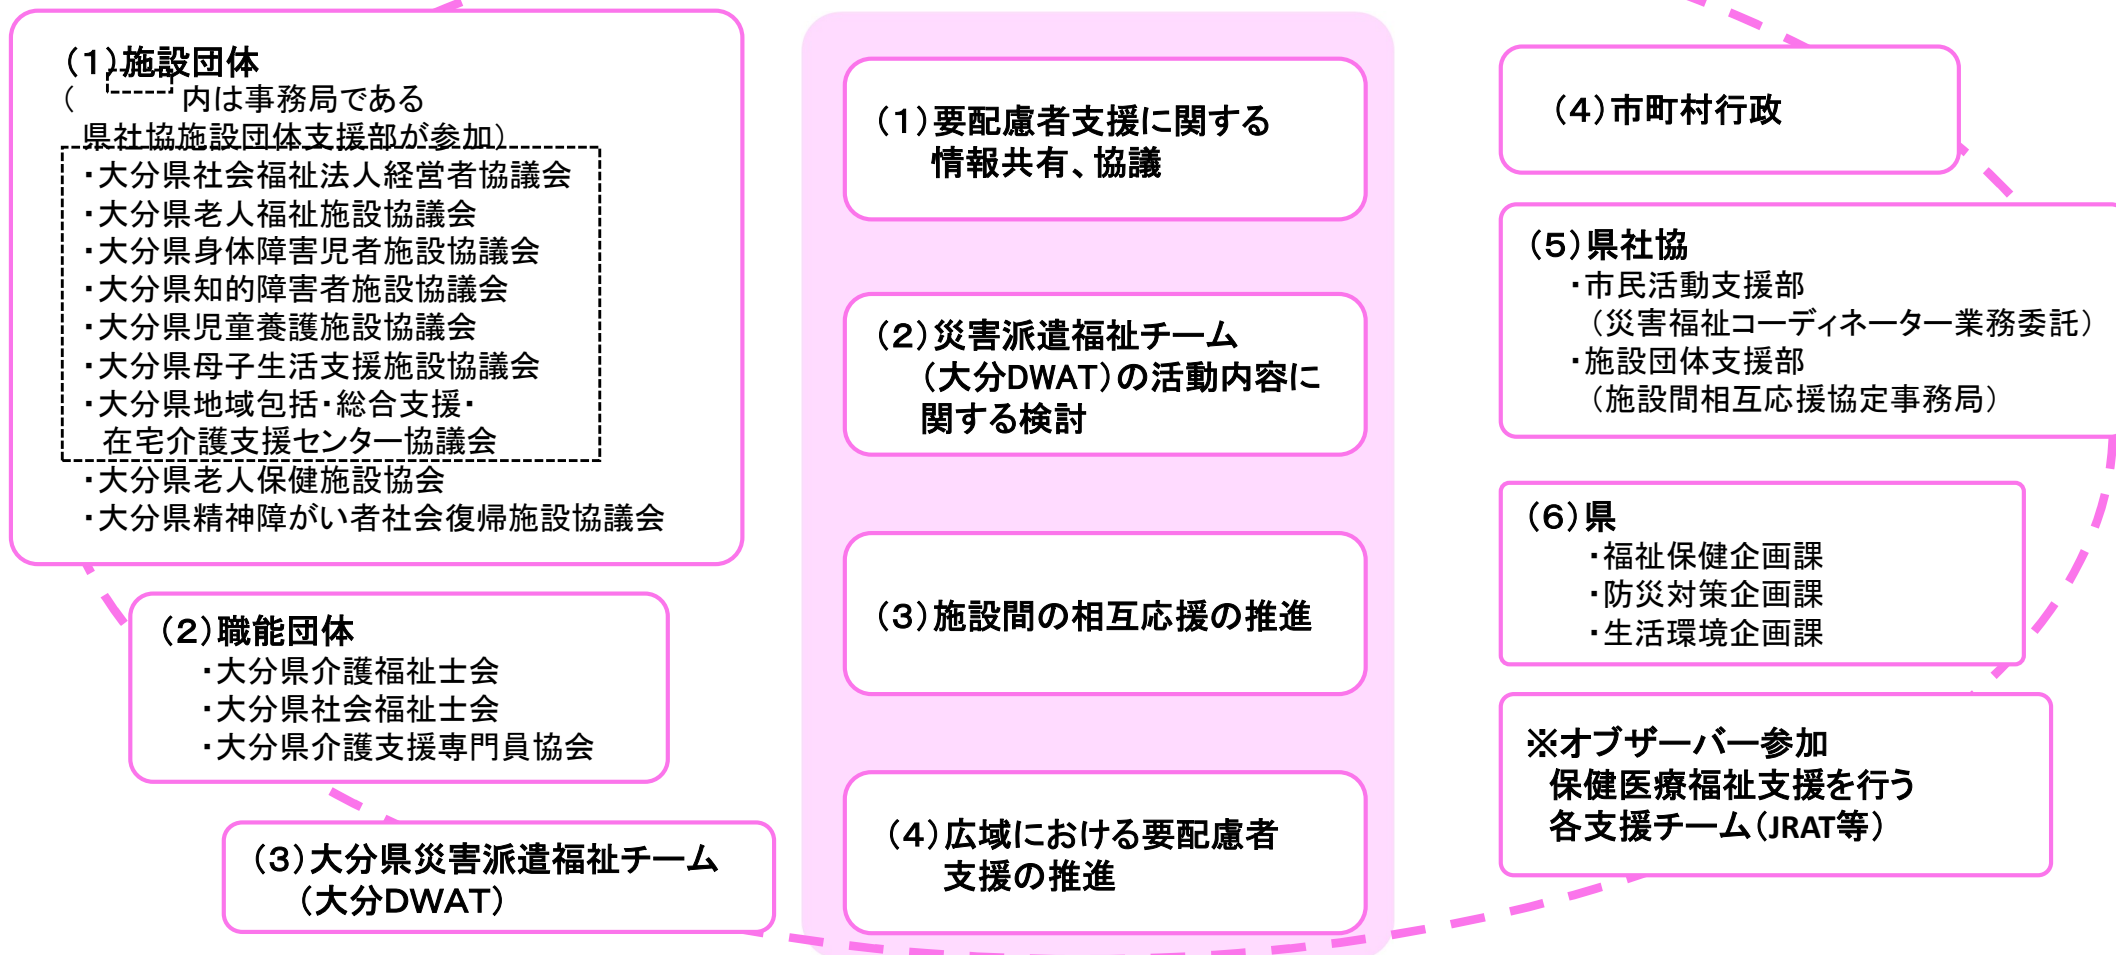 （１）施設団体
（　　　内は事務局である
県社協施設団体支援部が参加）
・大分県社会福祉法人経営者協議会
・大分県老人福祉施設協議会
・大分県身体障害児者施設協議会
・大分県知的障害者施設協議会
・大分県児童養護施設協議会
・大分県母子生活支援施設協議会
・大分県地域包括・総合支援・
在宅介護支援センター協議会
・大分県老人保健施設協会
・大分県精神障がい者社会復帰施設協議会
（２）職能団体
・大分県介護福祉士会
・大分県社会福祉士会
・大分県介護支援専門員協会
（３）大分県災害派遣福祉チーム
（大分DWAT）
（１）要配慮者支援に関する
情報共有、協議
（２）災害派遣福祉チーム
（大分DWAT）の活動内容に
関する検討
（３）施設間の相互応援の推進
（４）広域における要配慮者
支援の推進
（４）市町村行政
（５）県社協
・市民活動支援部
（災害福祉コーディネーター業務委託）
・施設団体支援部
（施設間相互応援協定事務局）
（６）県
・福祉保健企画課
・防災対策企画課
・生活環境企画課
※オブザーバー参加
保健医療福祉支援を行う
各支援チーム（JRAT等）